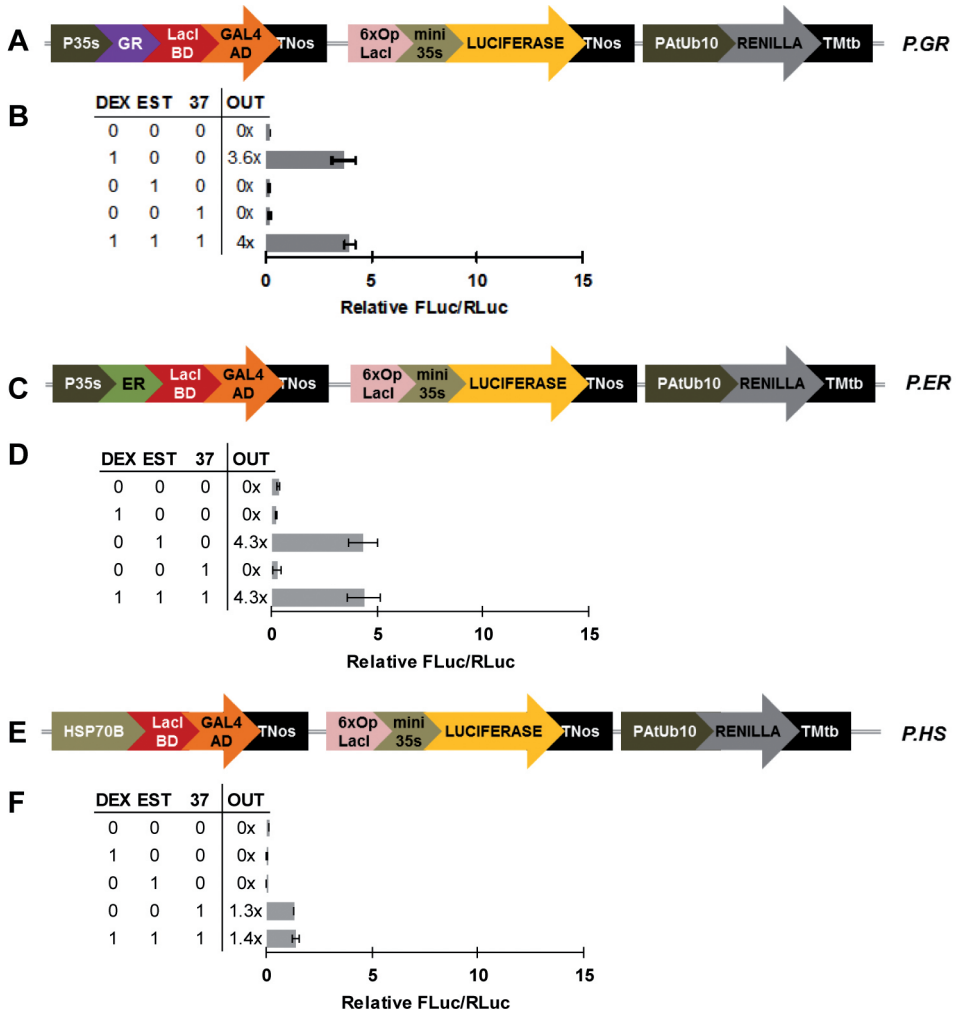 A
P35s GR LacI BD GAL4 AD TNos 6xOp LacI mini 35s LUCIFERASE TNos PAtUb10 RENILLA TMtb P.GR
B
DEX EST 37 OUT
0 0 0 0x
1 0 0 3.6x
0 1 0 0x
0 0 1 0x
1 1 1 4x
0 5 10 15
Relative FLuc/RLuc
C
P35s ER LacI BD GAL4 AD TNos 6xOp LacI mini 35s LUCIFERASE TNos PAtUb10 RENILLA TMtb P.ER
D
DEX EST 37 OUT
0 0 0 0x
1 0 0 0x
0 1 0 4.3x
0 0 1 0x
1 1 1 4.3x
0 5 10 15
Relative FLuc/RLuc
E
HSP70B LacI BD GAL4 AD TNos 6xOp LacI mini 35s LUCIFERASE TNos PAtUb10 RENILLA TMtb P.HS
F
DEX EST 37 OUT
0 0 0 0x
1 0 0 0x
0 1 0 0x
0 0 1 1.3x
1 1 1 1.4x
0 5 10 15
Relative FLuc/RLuc